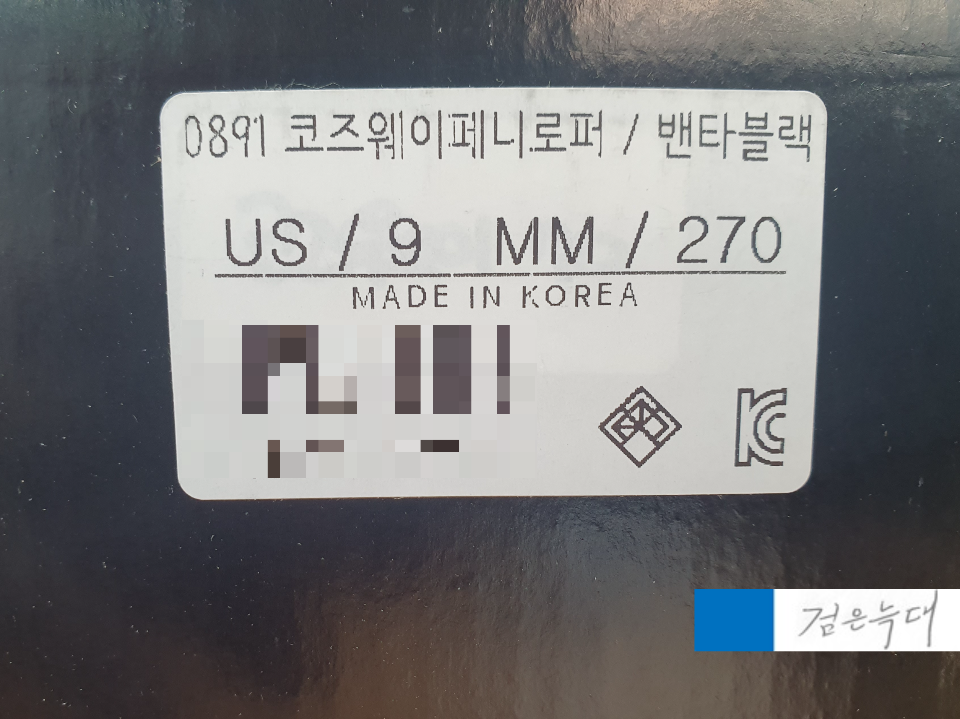 0891 코즈웨이페니로퍼 / 밴타블랙
US / 9 MM / 270
MADE IN KOREA
KC
검은늑대